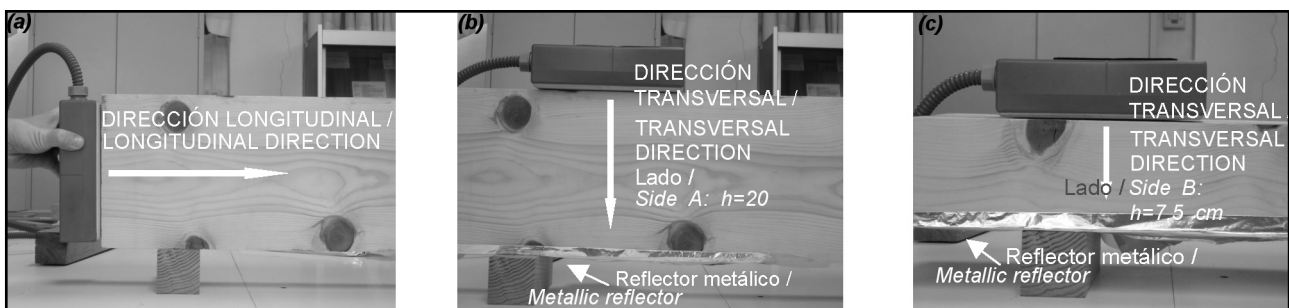 (a)
DIRECCIÓN LONGITUDINAL /
LONGITUDINAL DIRECTION
(b)
DIRECCIÓN
TRANSVERSAL /
TRANSVERSAL
DIRECTION
Lado /
Side A: h=20
Reflector metálico /
Metallic reflector
(c)
DIRECCIÓN
TRANSVERSAL /
TRANSVERSAL
DIRECTION
Lado / Side B:
h=7.5 cm
Reflector metálico /
Metallic reflector